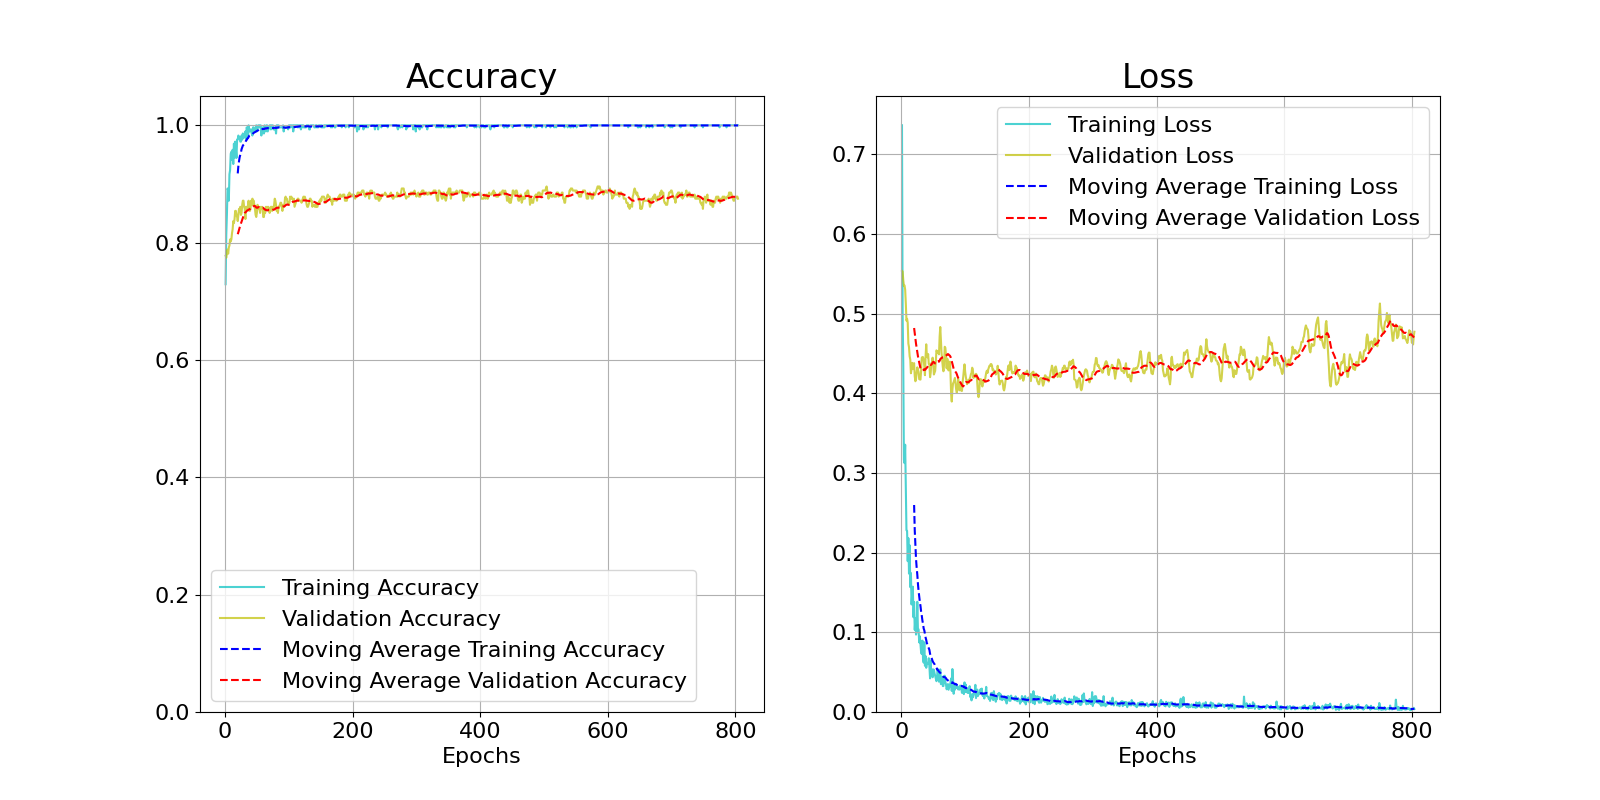 Accuracy
1.0
0.8
0.6
0.4
0.2
0.0
Training Accuracy
Validation Accuracy
Moving Average Training Accuracy
Moving Average Validation Accuracy
0 200 400 600 800
Epochs
Loss
0.7
0.6
0.5
0.4
0.3
0.2
0.1
0.0
Training Loss
Validation Loss
Moving Average Training Loss
Moving Average Validation Loss
0 200 400 600 800
Epochs